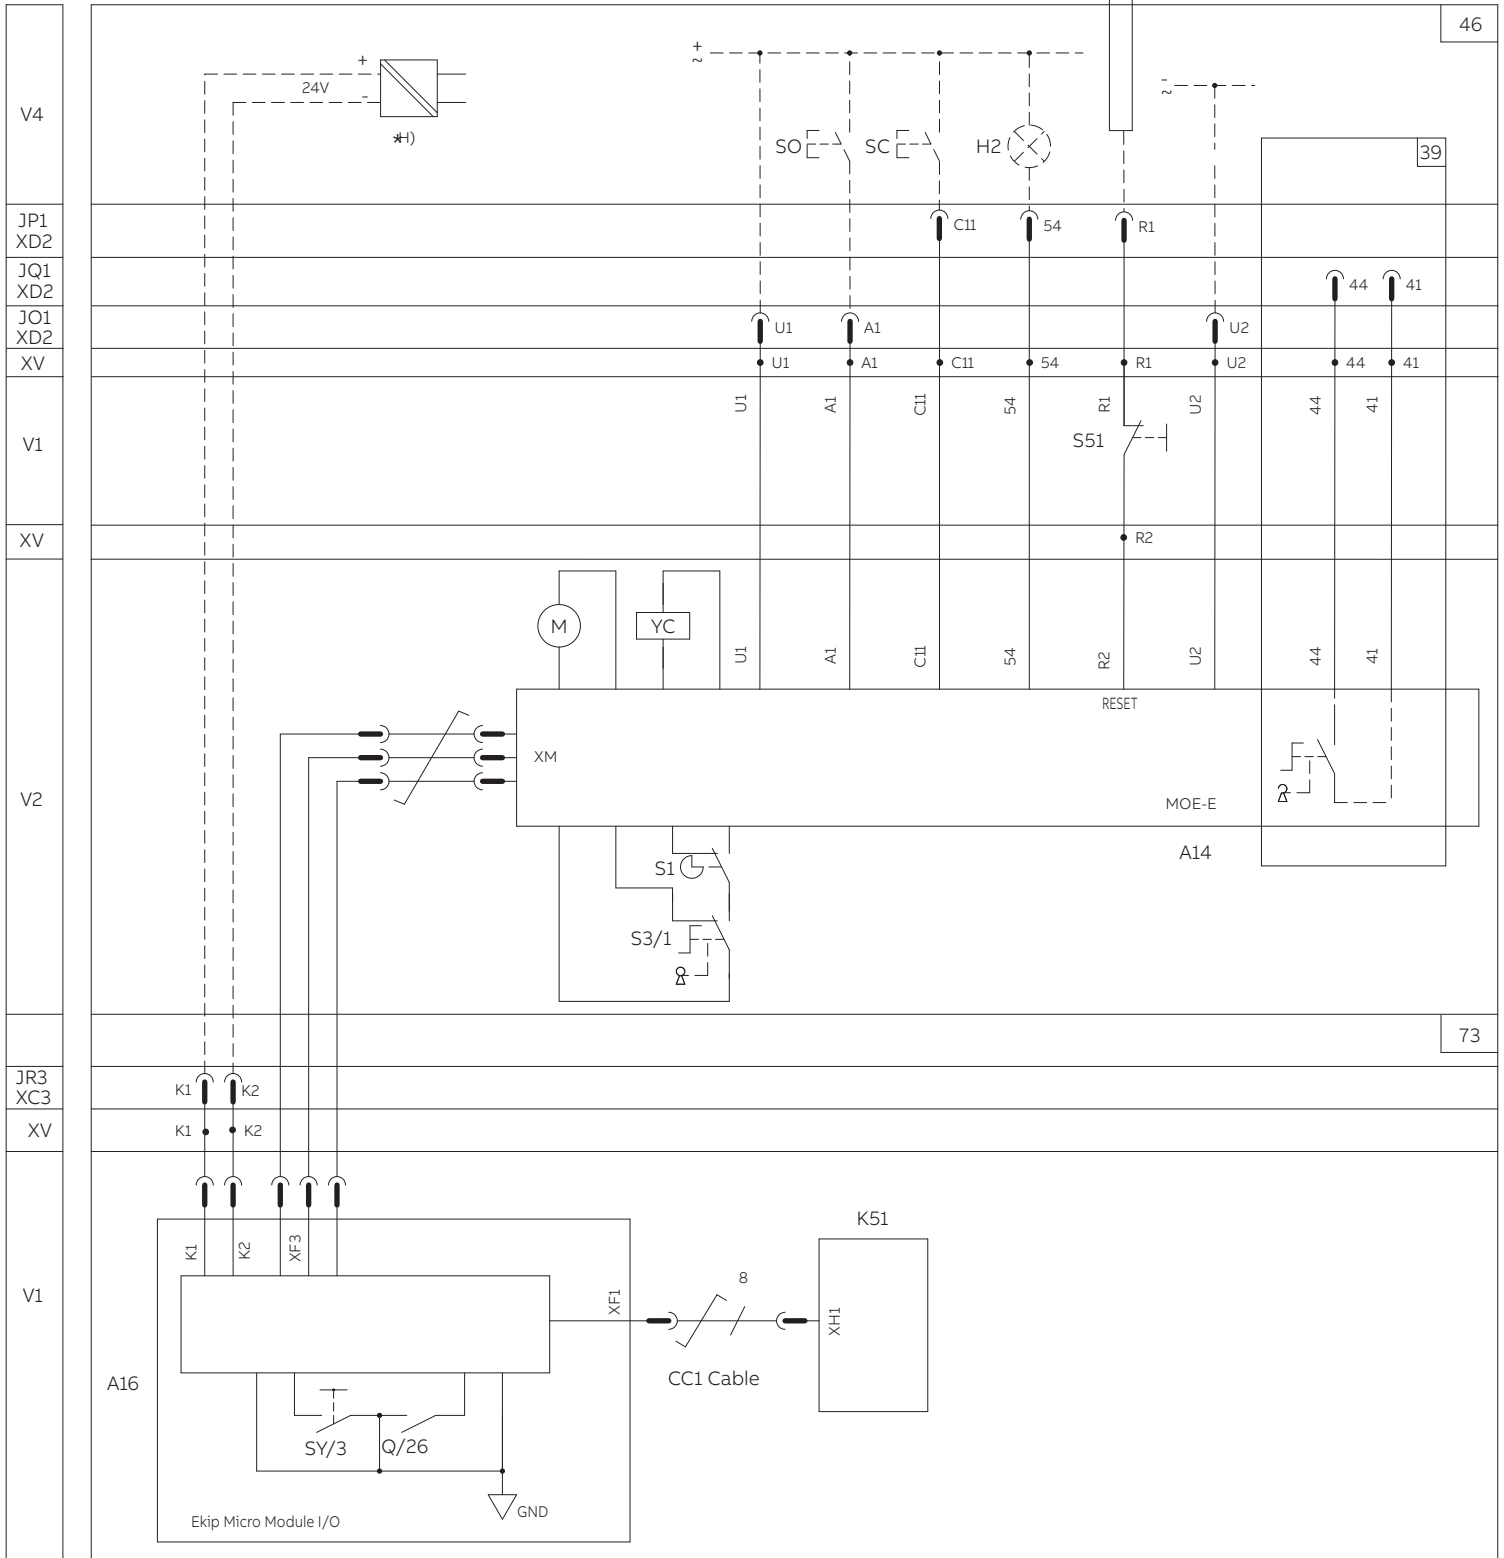 46
V4
+
24V
-
*H)
+
~
SO
SC
H2
-
~
39
JP1
XD2
C11
54
R1
JQ1
XD2
44
41
JO1
XD2
U1
A1
U2
XV
U1
A1
C11
54
R1
U2
44
41
U1
A1
C11
54
R1
U2
44
41
V1
S51
XV
R2
M
YC
U1
A1
C11
54
R2
U2
44
41
RESET
XM
V2
MOE-E
A14
S1
S3/1
73
JR3
XC3
K1
K2
XV
K1
K2
K51
K1
K2
XF3
8
V1
XF1
XH1
A16
CC1 Cable
SY/3
Q/26
GND
Ekip Micro Module I/O